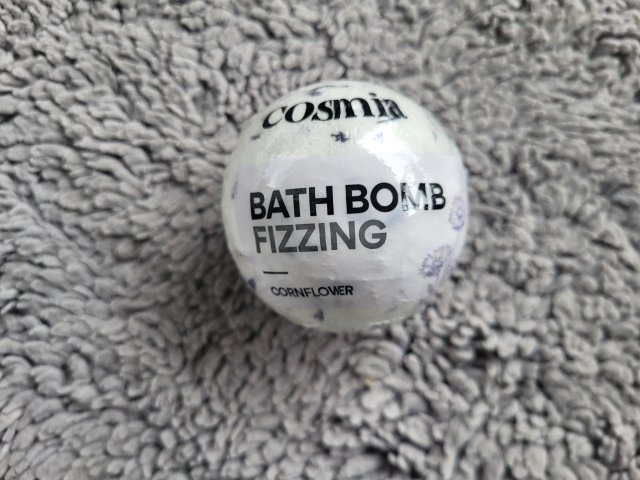 cosmia
BATH BOMB
FIZZING
CORNFLOWER